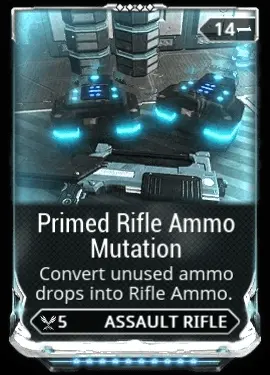 14
Primed Rifle Ammo
Mutation
Convert unused ammo
drops into Rifle Ammo.
5 ASSAULT RIFLE